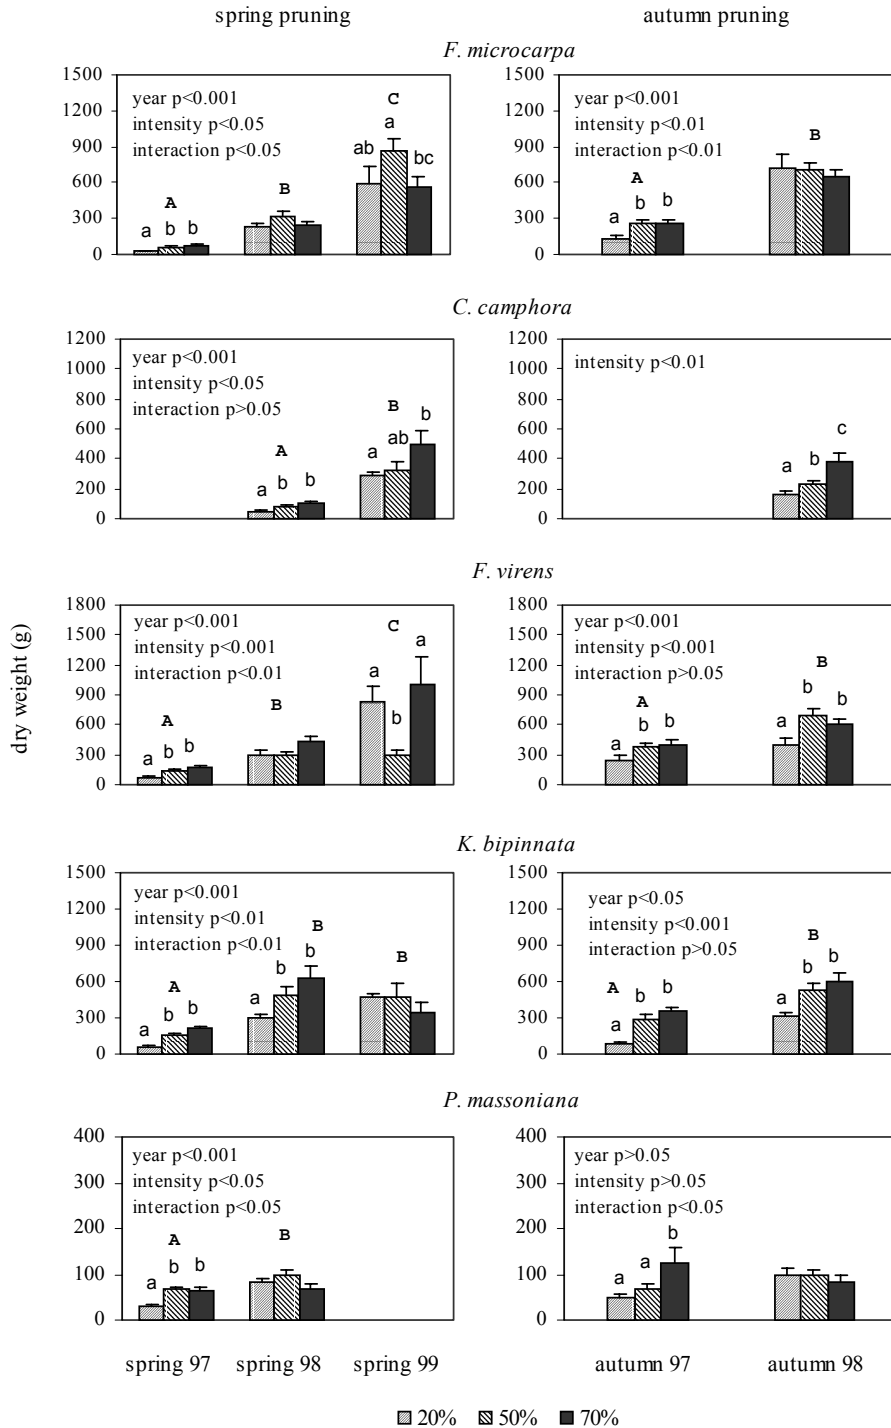 spring pruning autumn pruning
F. microcarpa
1500
1200
900
600
300
0
year p<0.001
intensity p<0.05
interaction p<0.05
A
a b b
B
C
ab a bc
1500
1200
900
600
300
0
year p<0.001
intensity p<0.01
interaction p<0.01
A
a b b
B
C. camphora
1200
1000
800
600
400
200
0
year p<0.001
intensity p<0.05
interaction p>0.05
A
a b b
B
a ab b
1200
1000
800
600
400
200
0
intensity p<0.01
a b c
F. virens
dry weight (g)
1800
1500
1200
900
600
300
0
year p<0.001
intensity p<0.001
interaction p<0.01
A
a b b
B
C
a b a
1800
1500
1200
900
600
300
0
year p<0.001
intensity p<0.001
interaction p>0.05
A
a b b
B
a b b
K. bipinnata
1500
1200
900
600
300
0
year p<0.001
intensity p<0.01
interaction p<0.01
A
a b b
B
a b b
B
1500
1200
900
600
300
0
year p<0.05
intensity p<0.001
interaction p>0.05
A
a b b
B
a b b
P. massoniana
400
300
200
100
0
year p<0.001
intensity p<0.05
interaction p<0.05
A
a b b
B
400
300
200
100
0
year p>0.05
intensity p>0.05
interaction p<0.05
a a b
spring 97 spring 98 spring 99 autumn 97 autumn 98
20% 50% 70%